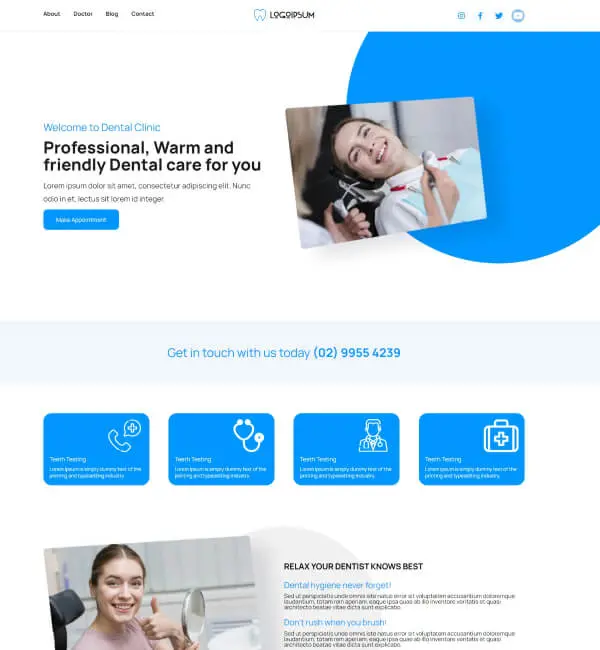 About
Doctor
Blog
Contact
LOGOIPSUM
Welcome to Dental Clinic
Professional, Warm and
friendly Dental care for you
Lorem ipsum dolor sit amet, consectetur adipiscing elit. Nunc
odio in et, lectus sit lorem id integer.
Make Appointment
Get in touch with us today (02) 9955 4239
Teeth Testing
Lorem Ipsum is simply dummy text of the
printing and typesetting industry.
Teeth Testing
Lorem Ipsum is simply dummy text of the
printing and typesetting industry.
Teeth Testing
Lorem Ipsum is simply dummy text of the
printing and typesetting industry.
Teeth Testing
Lorem Ipsum is simply dummy text of the
printing and typesetting industry.
RELAX YOUR DENTIST KNOWS BEST
Dental hygiene never forget!
Sed ut perspiciatis unde omnis iste natus error sit voluptatem accusantium doloremque
laudantium, totam rem aperiam, eaque ipsa quae ab illo inventore veritatis et quasi
architecto beatae vitae dicta sunt explicabo.
Don't rush when you brush!
Sed ut perspiciatis unde omnis iste natus error sit voluptatem accusantium doloremque
laudantium, totam rem aperiam, eaque ipsa quae ab illo inventore veritatis et quasi
architecto beatae vitae dicta sunt explicabo.